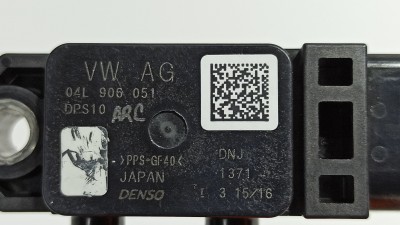 VW AG
04L 906 051
DPS10 ARC
>PPS-GF40< DNJ
JAPAN 1371
DENSO 3 15/16